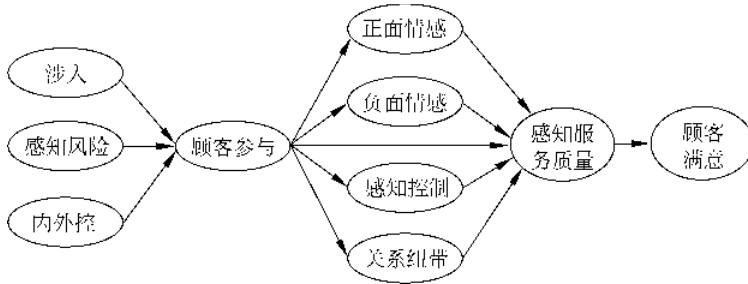 正面情感
涉入
负面情感
感知风险
顾客参与
感知服
务质量
顾客
满意
感知控制
内外控
关系纽带